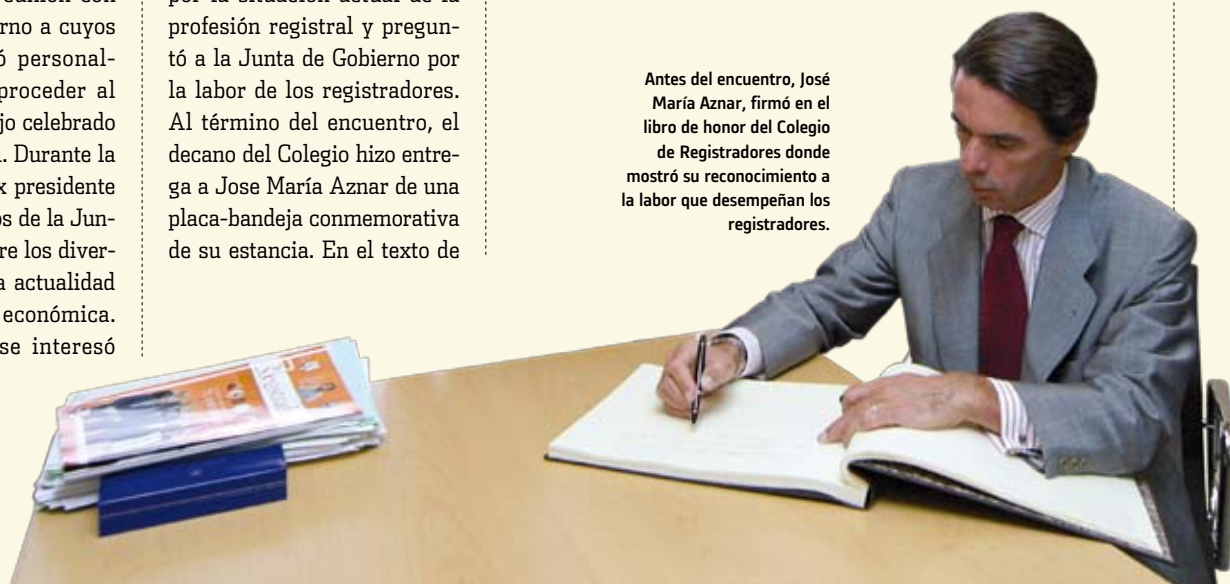 reunión con
rno a cuyos
ó personal-
proceder al
jo celebrado
. Durante la
x presidente
os de la Jun-
re los diver-
a actualidad
económica.
se interesó
por la situación actual de la
profesión registral y pregun-
tó a la Junta de Gobierno por
la labor de los registradores.
Al término del encuentro, el
decano del Colegio hizo entre-
ga a Jose María Aznar de una
placa-bandeja conmemorativa
de su estancia. En el texto de
Antes del encuentro, José
María Aznar, firmó en el
libro de honor del Colegio
de Registradores donde
mostró su reconocimiento a
la labor que desempeñan los
registradores.